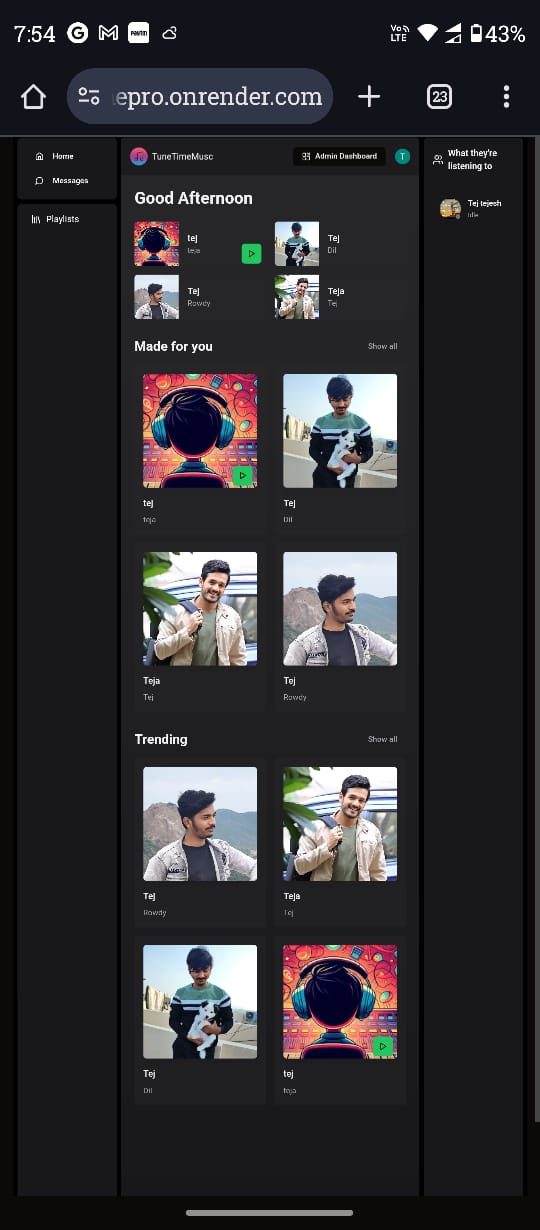 7:54
G
paytm
Vo
LTE
43%
epro.onrender.com
23
Home
Messages
Playlists
TuneTimeMusc
Admin Dashboard
T
What they're
listening to
Tej tejesh
Idle
Good Afternoon
tej
teja
Tej
Dil
Tej
Rowdy
Teja
Tej
Made for you
Show all
tej
teja
Tej
Dil
Teja
Tej
Tej
Rowdy
Trending
Show all
Tej
Rowdy
Teja
Tej
Tej
Dil
tej
teja